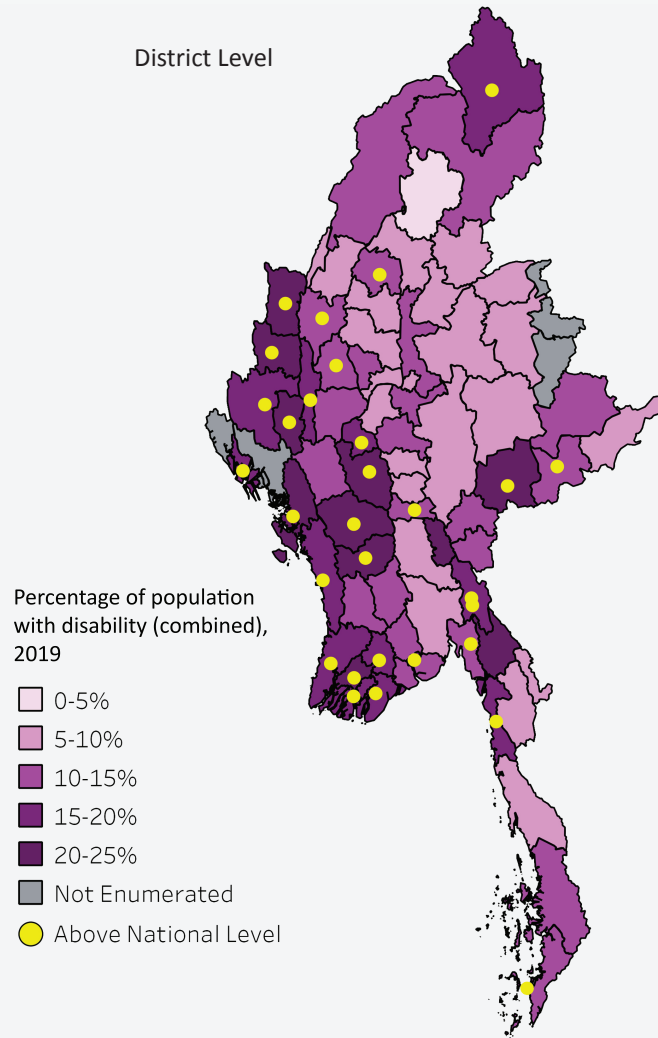 District Level
Percentage of population
with disability (combined),
2019
0-5%
5-10%
10-15%
15-20%
20-25%
Not Enumerated
Above National Level